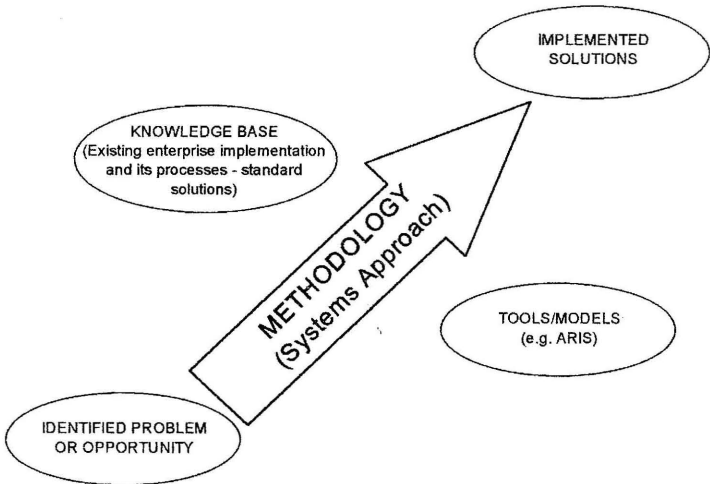 IMPLEMENTED
SOLUTIONS
KNOWLEDGE BASE
(Existing enterprise implementation
and its processes - standard
solutions)
METHODOLOGY
(Systems Approach)
TOOLS/MODELS
(e.g. ARIS)
IDENTIFIED PROBLEM
OR OPPORTUNITY